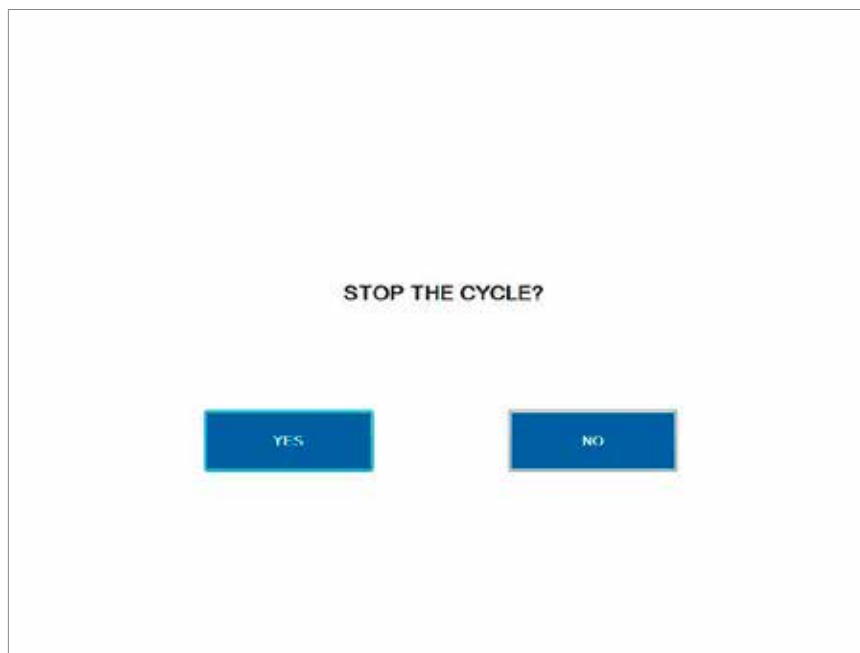 STOP THE CYCLE?
YES
NO